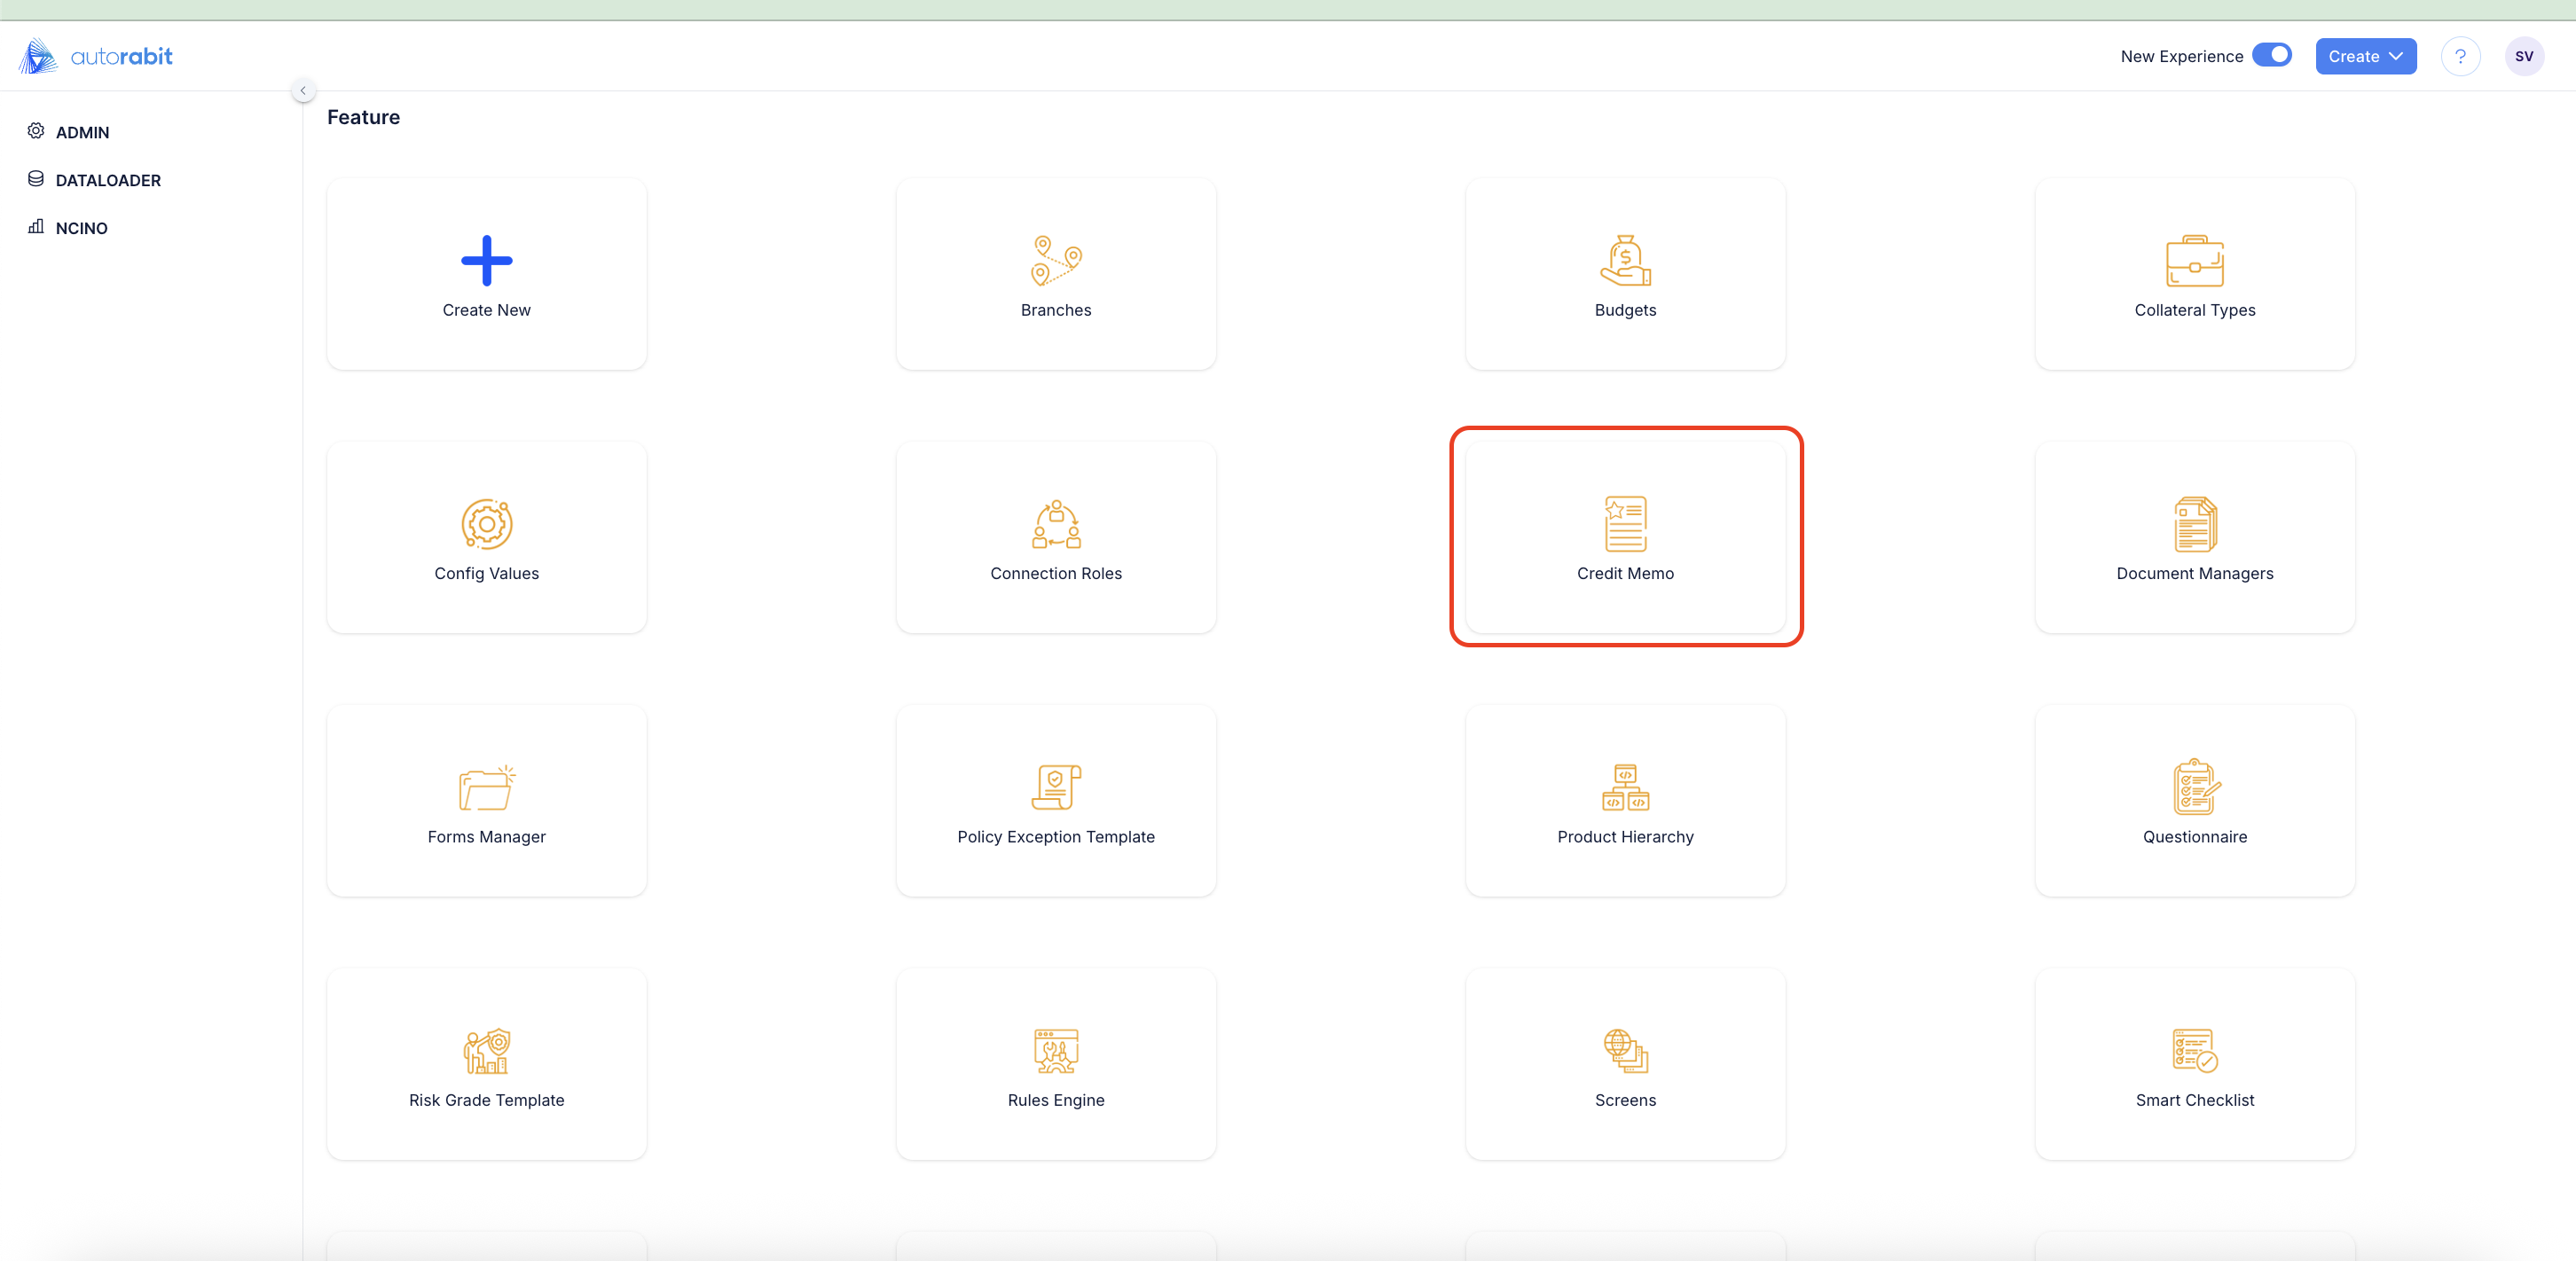 autorabit
New Experience
Create
?
SV
ADMIN
DATALOADER
NCINO
Feature
Create New
Branches
Budgets
Collateral Types
Config Values
Connection Roles
Credit Memo
Document Managers
Forms Manager
Policy Exception Template
Product Hierarchy
Questionnaire
Risk Grade Template
Rules Engine
Screens
Smart Checklist